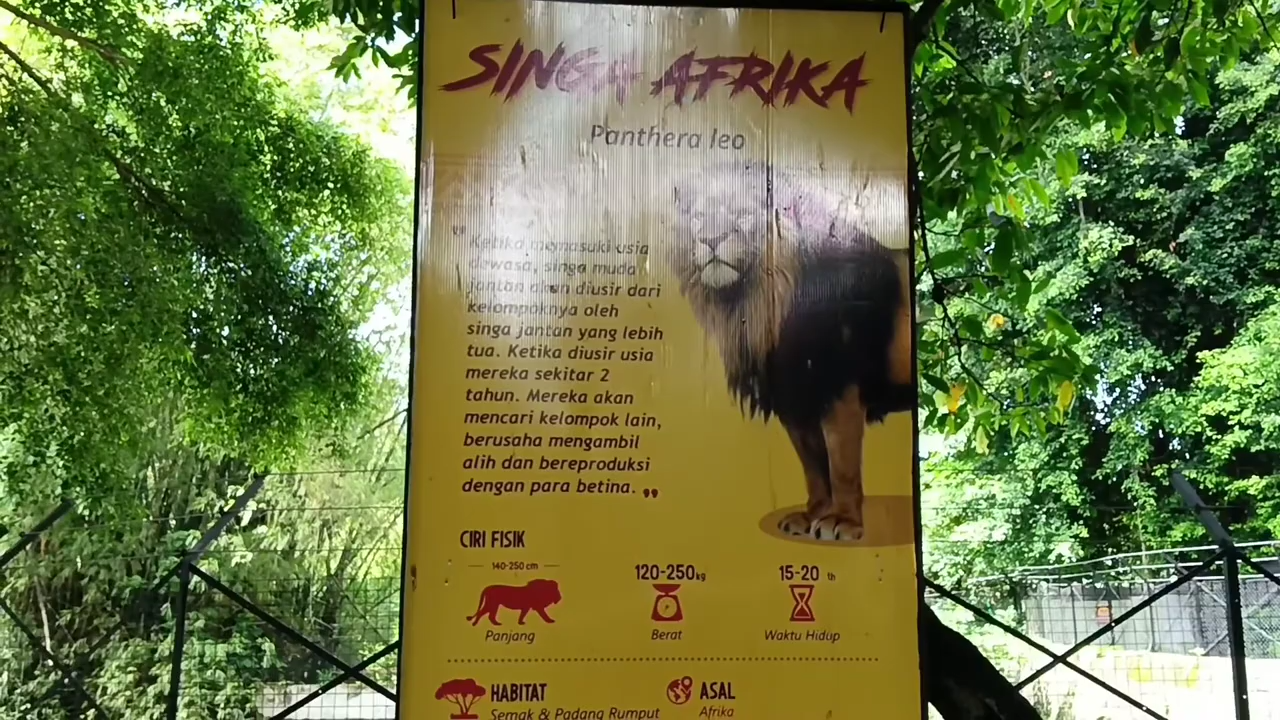 SINGA AFRIKA
Panthera leo
" Ketika memasuki usia
dewasa, singa muda
jantan akan diusir dari
kelompoknya oleh
singa jantan yang lebih
tua. Ketika diusir usia
mereka sekitar 2
tahun. Mereka akan
mencari kelompok lain,
berusaha mengambil
alih dan bereproduksi
dengan para betina. "
CIRI FISIK
140-250 cm
120-250 kg
15-20 th
Panjang
Berat
Waktu Hidup
HABITAT
Semak & Padang Rumput
ASAL
Afrika